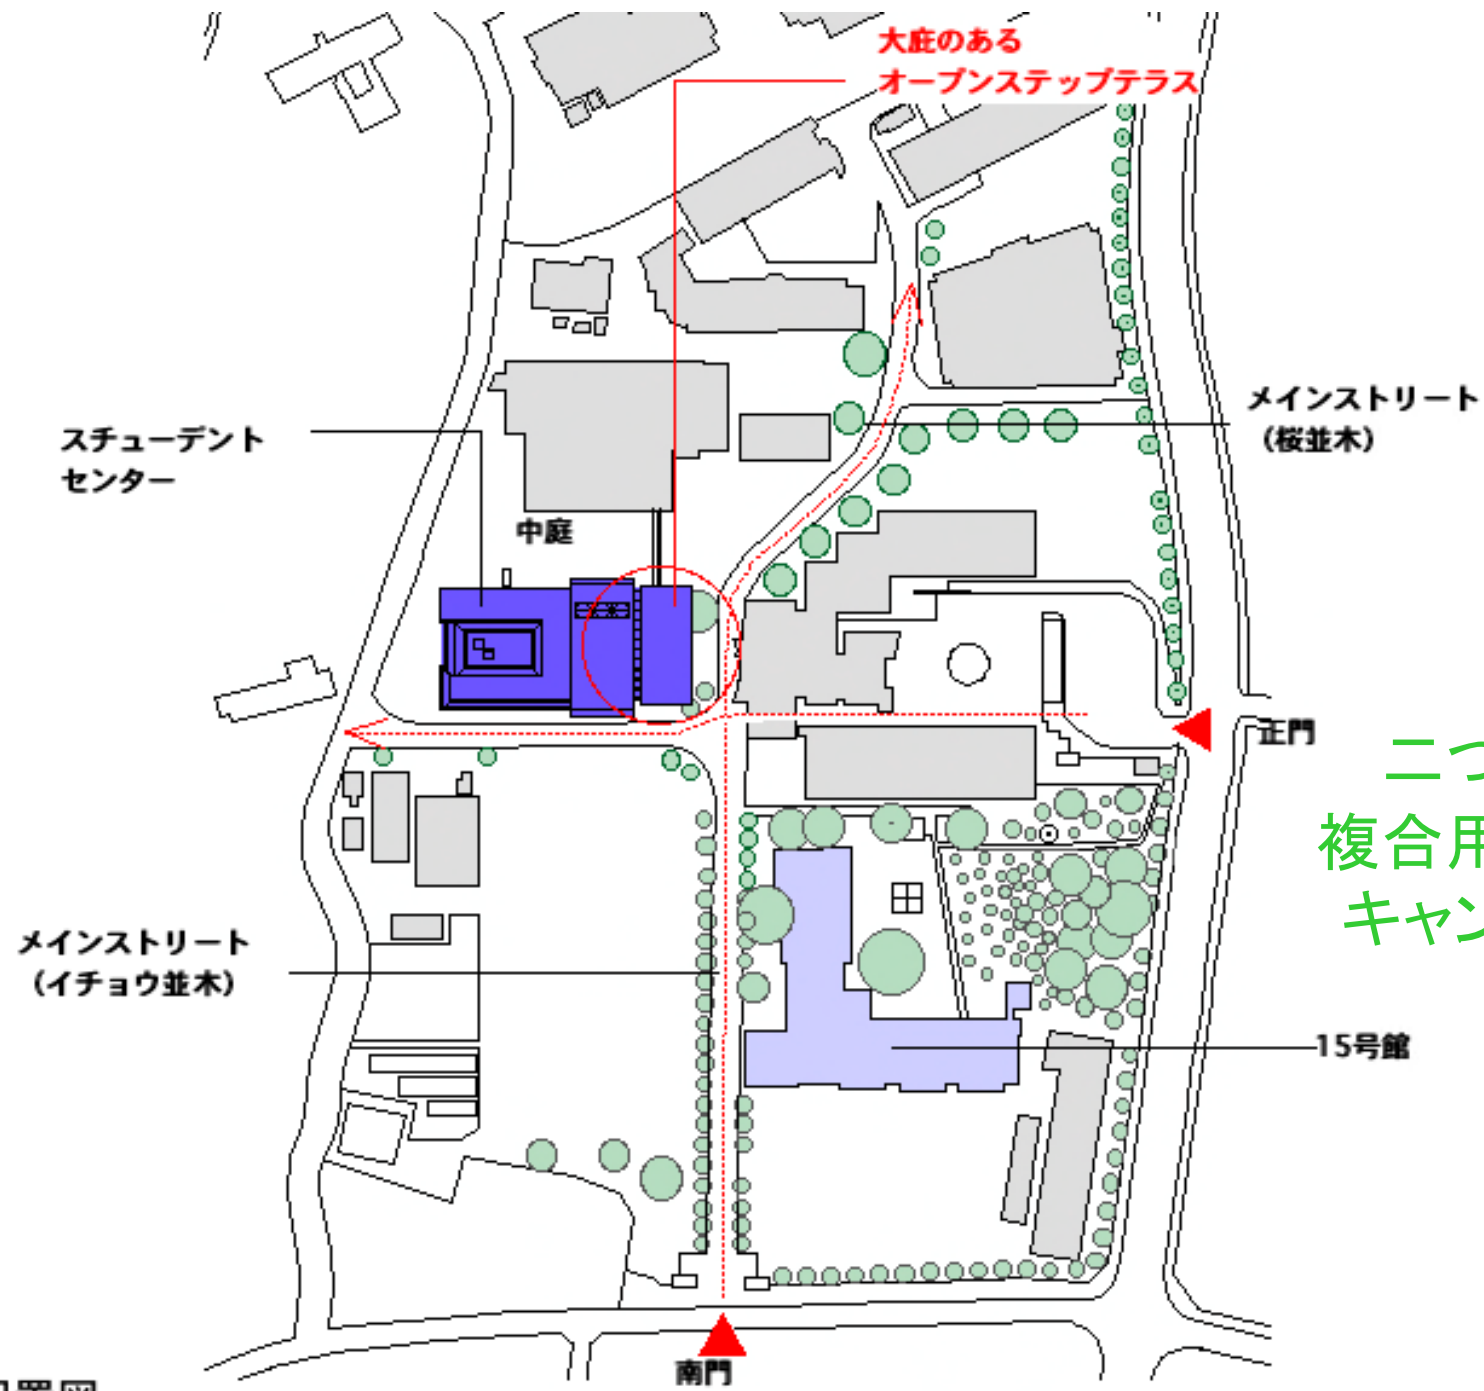 大庇のある
オープンステップテラス
メインストリート
（桜並木）
スチューデント
センター
中庭
正門
二つ
複合用
キャン
メインストリート
（イチョウ並木）
15号館
南門